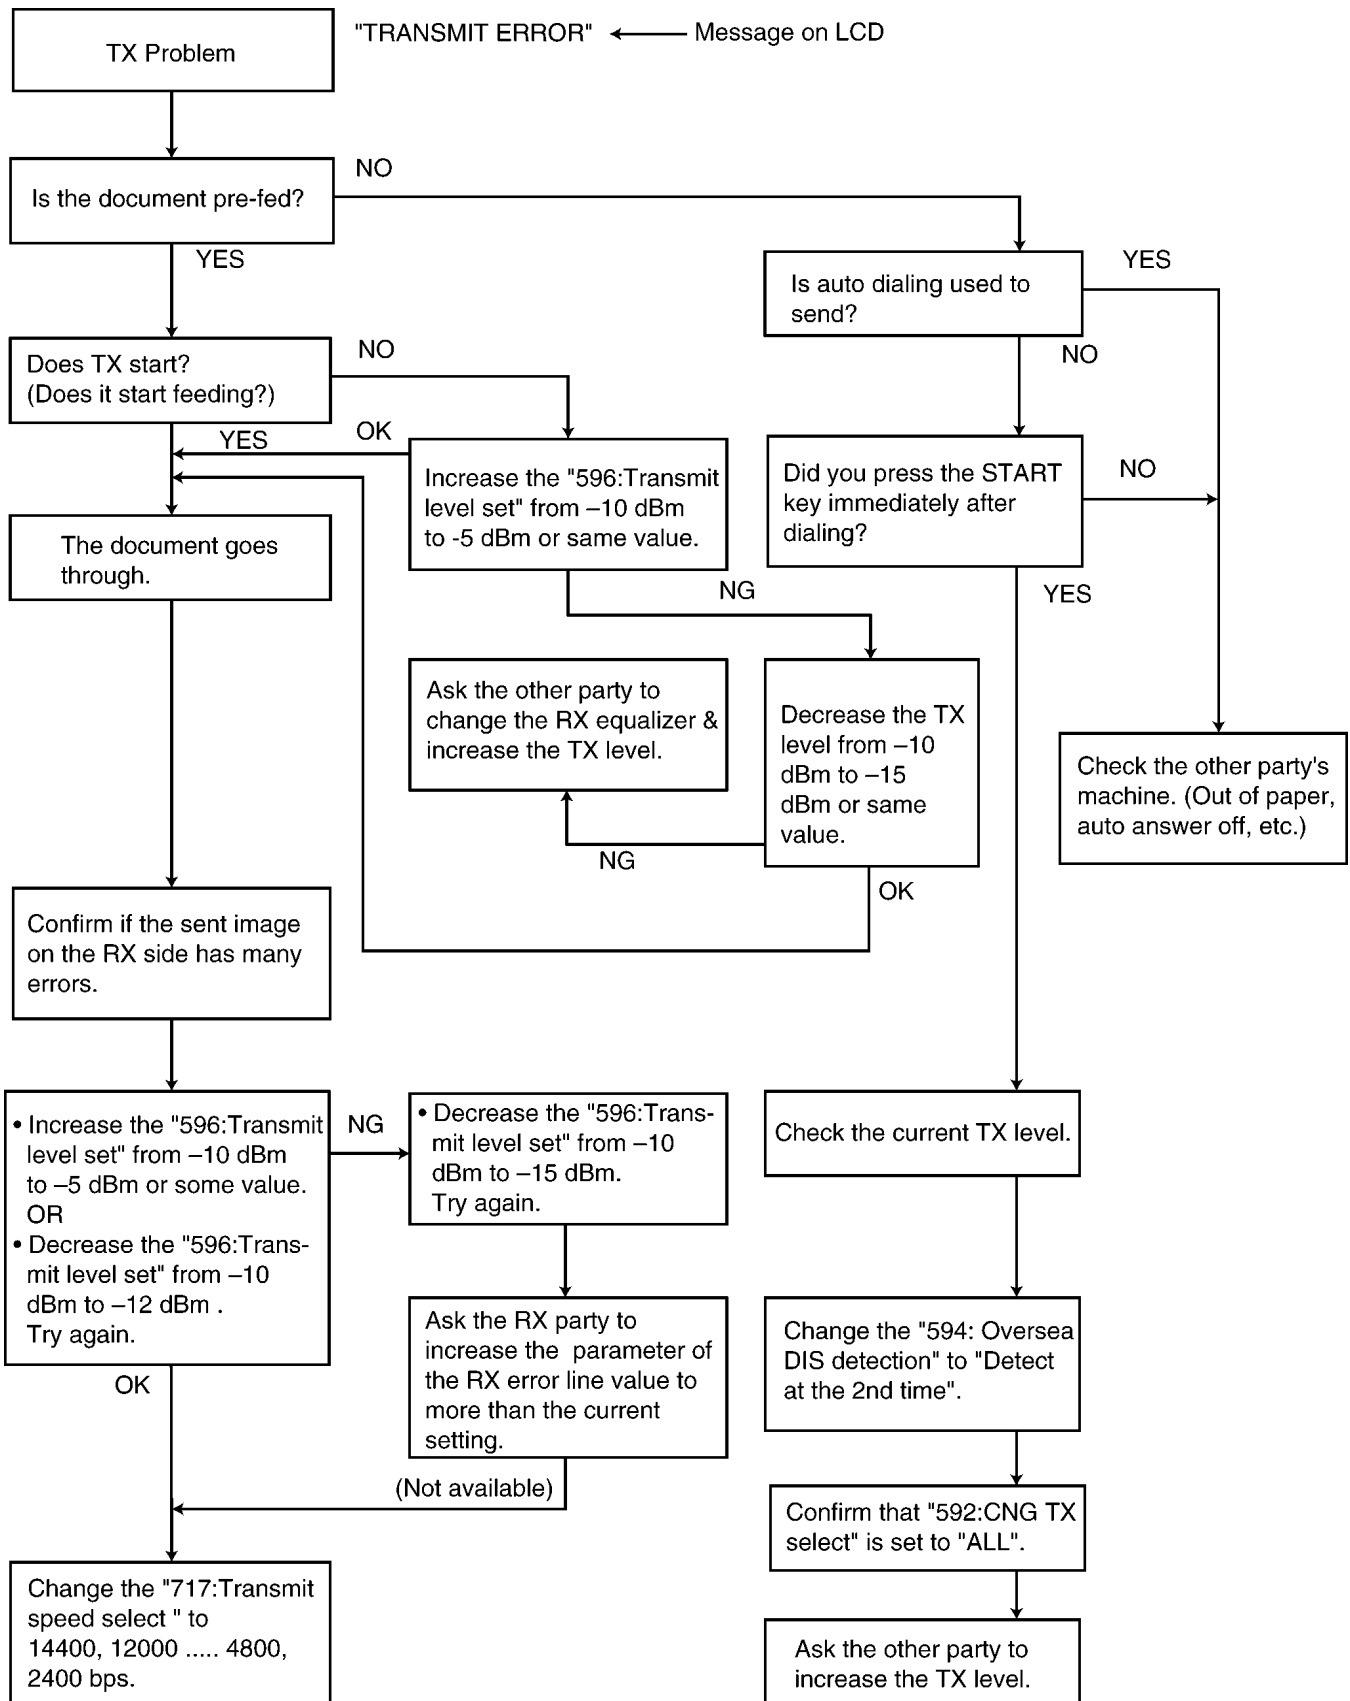 TX Problem
"TRANSMIT ERROR" Message on LCD
Is the document pre-fed?
NO
YES
Is auto dialing used to
send?
YES
NO
Does TX start?
(Does it start feeding?)
NO
YES
OK
Increase the "596:Transmit
level set" from –10 dBm
to -5 dBm or same value.
NG
Did you press the START
key immediately after
dialing?
NO
YES
The document goes
through.
Ask the other party to
change the RX equalizer &
increase the TX level.
Decrease the TX
level from –10
dBm to –15
dBm or same
value.
NG
OK
Check the other party's
machine. (Out of paper,
auto answer off, etc.)
Confirm if the sent image
on the RX side has many
errors.
• Increase the "596:Transmit
level set" from –10 dBm
to –5 dBm or some value.
OR
• Decrease the "596:Trans-
mit level set" from –10
dBm to –12 dBm .
Try again.
NG
OK
• Decrease the "596:Trans-
mit level set" from –10
dBm to –15 dBm.
Try again.
Ask the RX party to
increase the parameter of
the RX error line value to
more than the current
setting.
(Not available)
Change the "717:Transmit
speed select " to
14400, 12000 ..... 4800,
2400 bps.
Check the current TX level.
Change the "594: Oversea
DIS detection" to "Detect
at the 2nd time".
Confirm that "592:CNG TX
select" is set to "ALL".
Ask the other party to
increase the TX level.